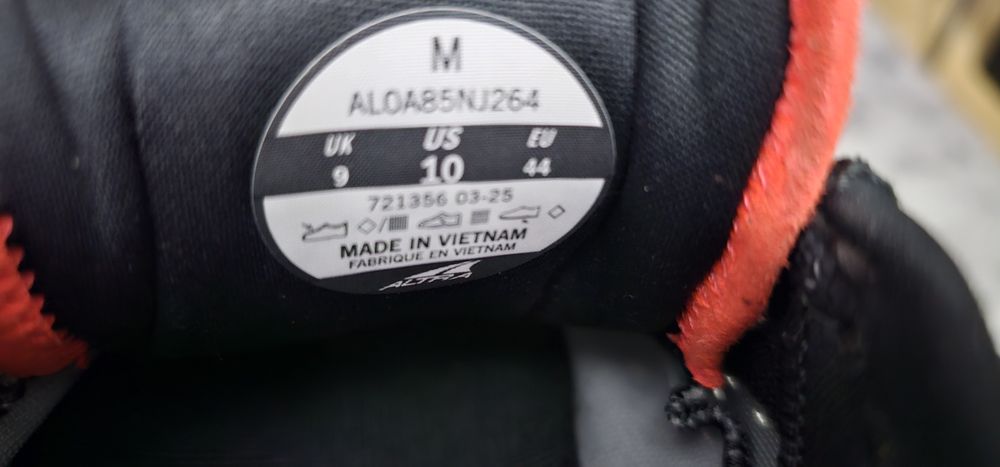 M
AL0A85NJ264
UK US EU
9 10 44
721356 03-25
MADE IN VIETNAM
FABRIQUE EN VIETNAM
ALTRA